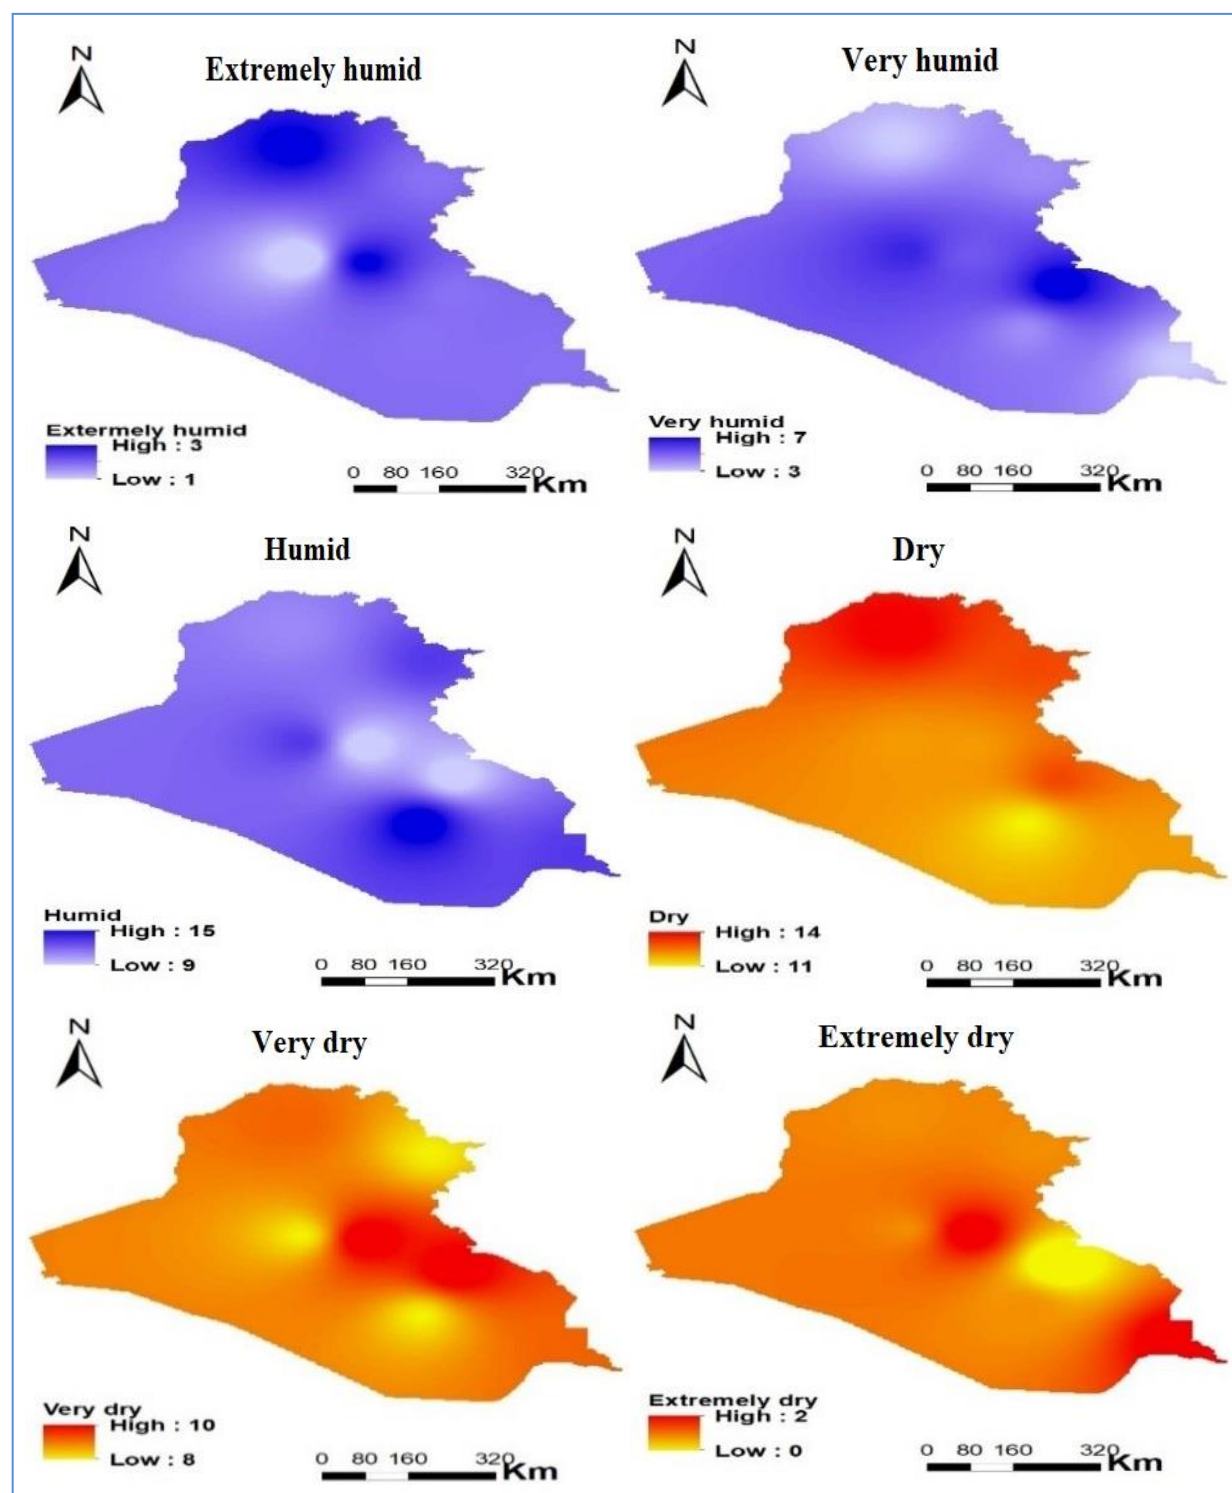 Extremely humid
N
Extermely humid
High : 3
Low : 1
0 80 160 320
Km
Very humid
N
Very humid
High : 7
Low : 3
0 80 160 320
Km
Humid
N
Humid
High : 15
Low : 9
0 80 160 320
Km
Dry
N
Dry
High : 14
Low : 11
0 80 160 320
Km
Very dry
N
Very dry
High : 10
Low : 8
0 80 160 320
Km
Extremely dry
N
Extremely dry
High : 2
Low : 0
0 80 160 320
Km